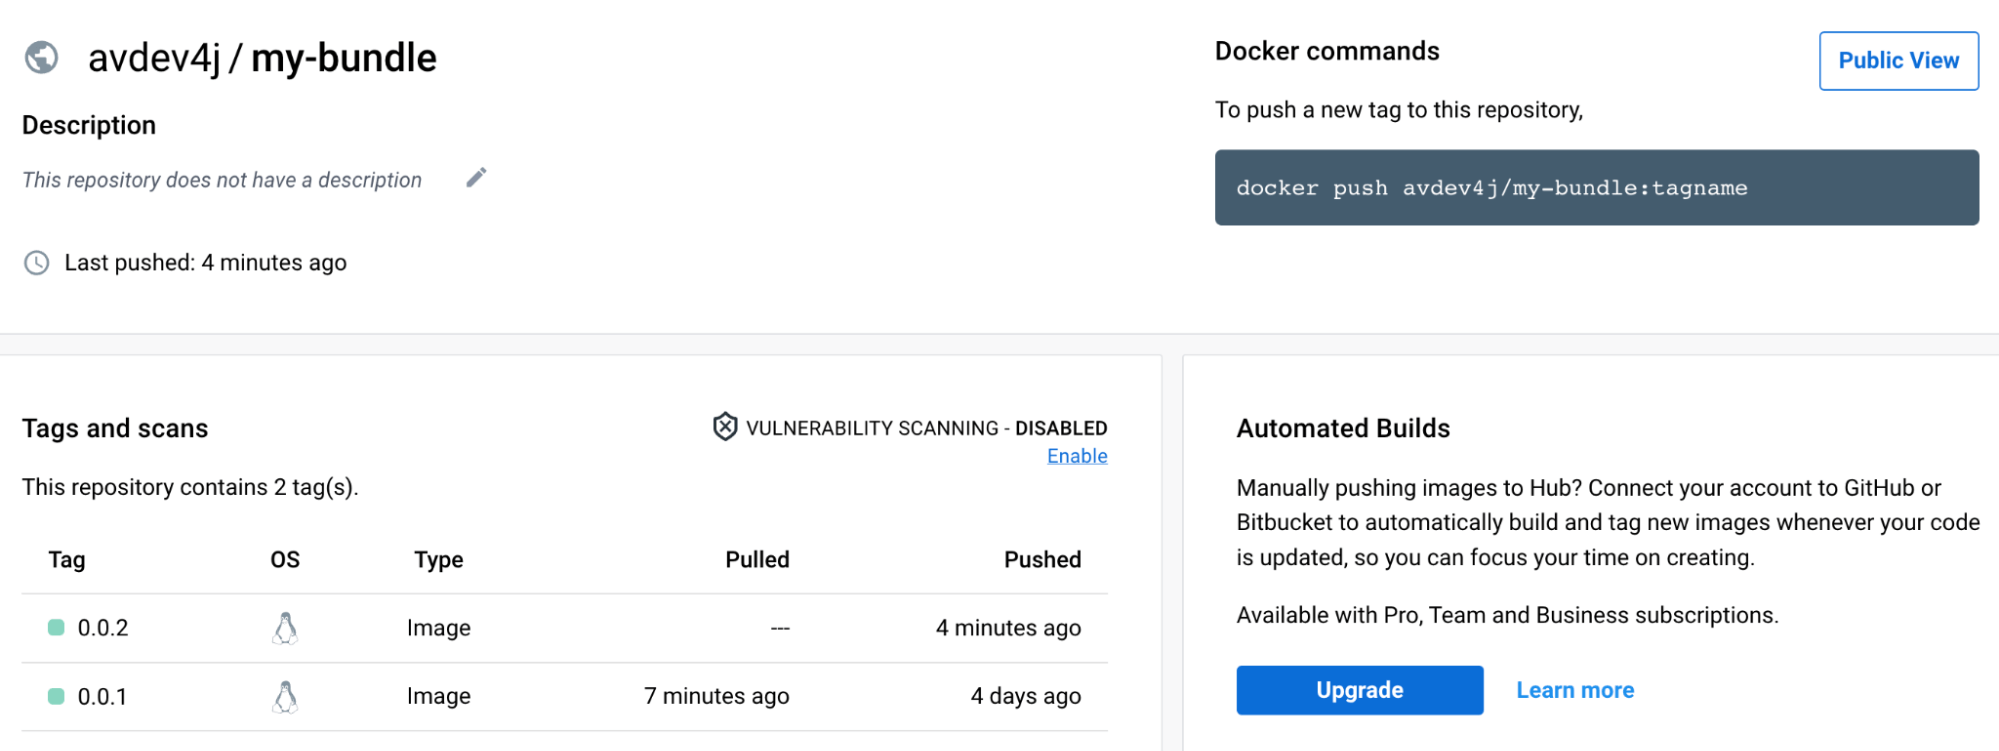 avdev4j / my-bundle
Description
This repository does not have a description
Last pushed: 4 minutes ago
Docker commands
Public View
To push a new tag to this repository,
docker push avdev4j/my-bundle:tagname
Tags and scans
VULNERABILITY SCANNING - DISABLED
Enable
This repository contains 2 tag(s).
Tag OS Type Pulled Pushed
0.0.2 Image --- 4 minutes ago
0.0.1 Image 7 minutes ago 4 days ago
Automated Builds
Manually pushing images to Hub? Connect your account to GitHub or
Bitbucket to automatically build and tag new images whenever your code
is updated, so you can focus your time on creating.
Available with Pro, Team and Business subscriptions.
Upgrade Learn more